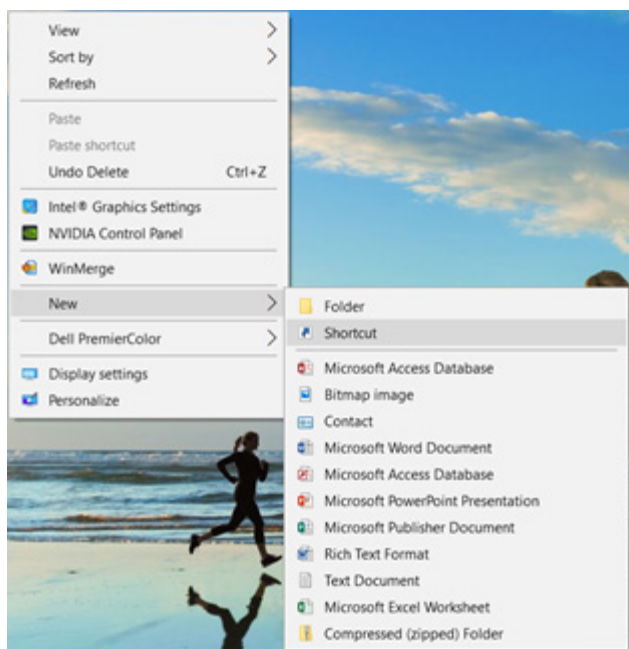 View
Sort by
Refresh
Paste
Paste shortcut
Undo Delete Ctrl+Z
Intel® Graphics Settings
NVIDIA Control Panel
WinMerge
New
Dell PremierColor
Display settings
Personalize
Folder
Shortcut
Microsoft Access Database
Bitmap image
Contact
Microsoft Word Document
Microsoft Access Database
Microsoft PowerPoint Presentation
Microsoft Publisher Document
Rich Text Format
Text Document
Microsoft Excel Worksheet
Compressed (zipped) Folder